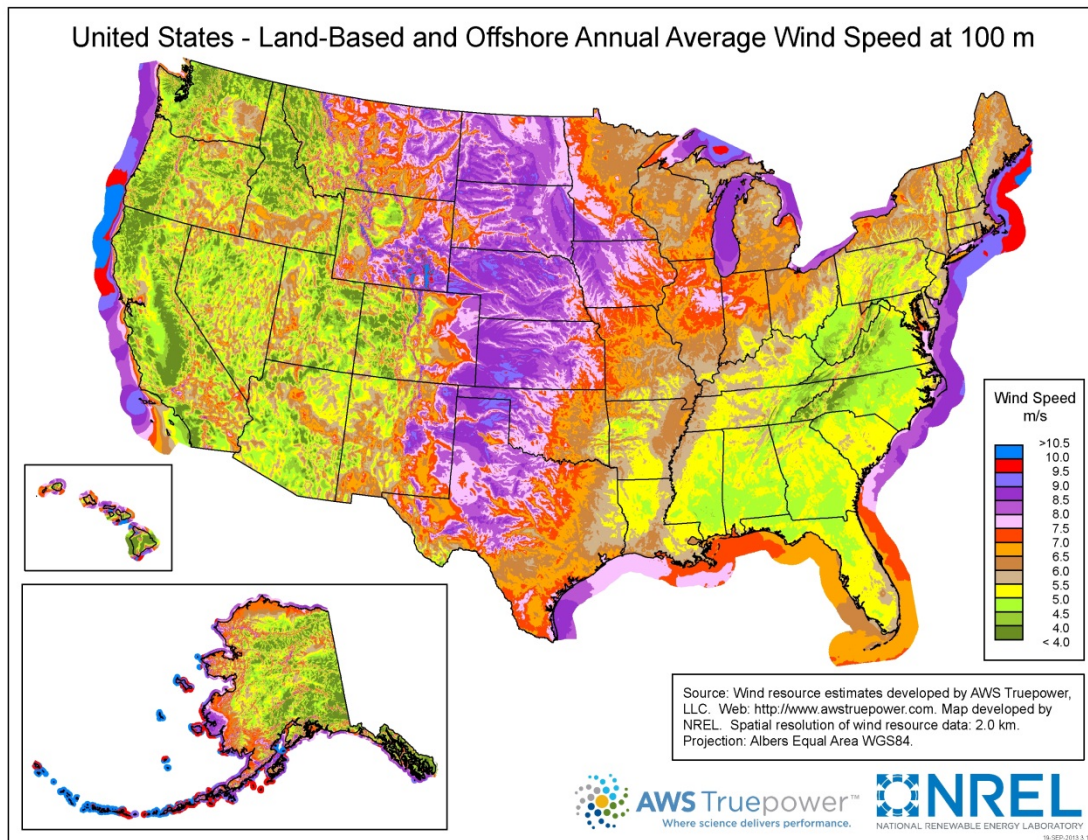 United States - Land-Based and Offshore Annual Average Wind Speed at 100 m
Wind Speed
m/s
>10.5
10.0
9.5
9.0
8.5
8.0
7.5
7.0
6.5
6.0
5.5
5.0
4.5
4.0
< 4.0
Source: Wind resource estimates developed by AWS Truepower,
LLC. Web: http://www.awstruepower.com. Map developed by
NREL. Spatial resolution of wind resource data: 2.0 km.
Projection: Albers Equal Area WGS84.
AWS Truepower™
Where science delivers performance.
NREL
NATIONAL RENEWABLE ENERGY LABORATORY